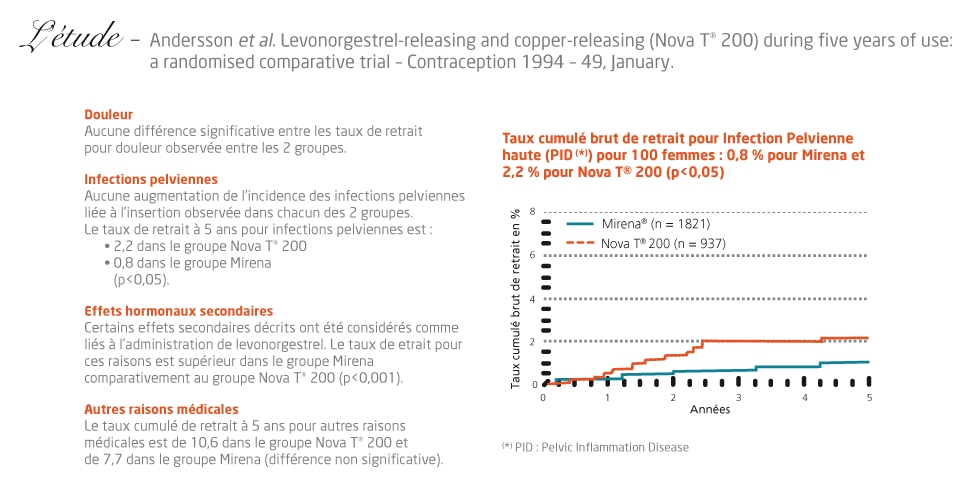 L'étude – Andersson et al. Levonorgestrel-releasing and copper-releasing (Nova T® 200) during five years of use:
a randomised comparative trial – Contraception 1994 – 49, January.
Douleur
Aucune différence significative entre les taux de retrait
pour douleur observée entre les 2 groupes.
Infections pelviennes
Aucune augmentation de l'incidence des infections pelviennes
liée à l'insertion observée dans chacun des 2 groupes.
Le taux de retrait à 5 ans pour infections pelviennes est :
• 2,2 dans le groupe Nova T® 200
• 0,8 dans le groupe Mirena
(p<0,05).
Effets hormonaux secondaires
Certains effets secondaires décrits ont été considérés comme
liés à l'administration de levonorgestrel. Le taux de etrait pour
ces raisons est supérieur dans le groupe Mirena
comparativement au groupe Nova T® 200 (p<0,001).
Autres raisons médicales
Le taux cumulé de retrait à 5 ans pour autres raisons
médicales est de 10,6 dans le groupe Nova T® 200 et
de 7,7 dans le groupe Mirena (différence non significative).
Taux cumulé brut de retrait pour Infection Pelvienne
haute (PID (*)) pour 100 femmes : 0,8 % pour Mirena et
2,2 % pour Nova T® 200 (p<0,05)
Taux cumulé brut de retrait en %
8
6
4
2
0
Mirena® (n = 1821)
Nova T® 200 (n = 937)
0 1 2 3 4 5
Années
(*) PID : Pelvic Inflammation Disease